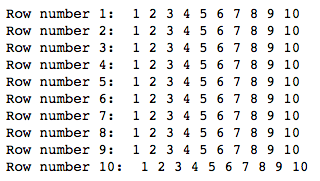 Row number 1:  1 2 3 4 5 6 7 8 9 10
Row number 2:  1 2 3 4 5 6 7 8 9 10
Row number 3:  1 2 3 4 5 6 7 8 9 10
Row number 4:  1 2 3 4 5 6 7 8 9 10
Row number 5:  1 2 3 4 5 6 7 8 9 10
Row number 6:  1 2 3 4 5 6 7 8 9 10
Row number 7:  1 2 3 4 5 6 7 8 9 10
Row number 8:  1 2 3 4 5 6 7 8 9 10
Row number 9:  1 2 3 4 5 6 7 8 9 10
Row number 10:  1 2 3 4 5 6 7 8 9 10